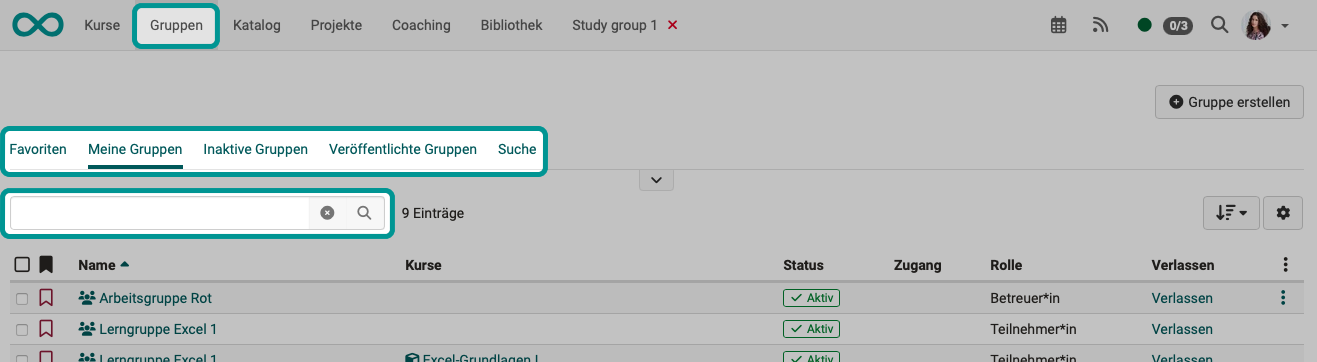 Kurse Gruppen Katalog Projekte Coaching Bibliothek Study group 1 0/3
Gruppe erstellen
Favoriten Meine Gruppen Inaktive Gruppen Veröffentlichte Gruppen Suche
9 Einträge
Name Kurse Status Zugang Rolle Verlassen
Arbeitsgruppe Rot Aktiv Betreuer*in Verlassen
Lerngruppe Excel 1 Aktiv Teilnehmer*in Verlassen
Lerngruppe Excel 1 Excel-Grundlagen I Aktiv Teilnehmer*in Verlassen